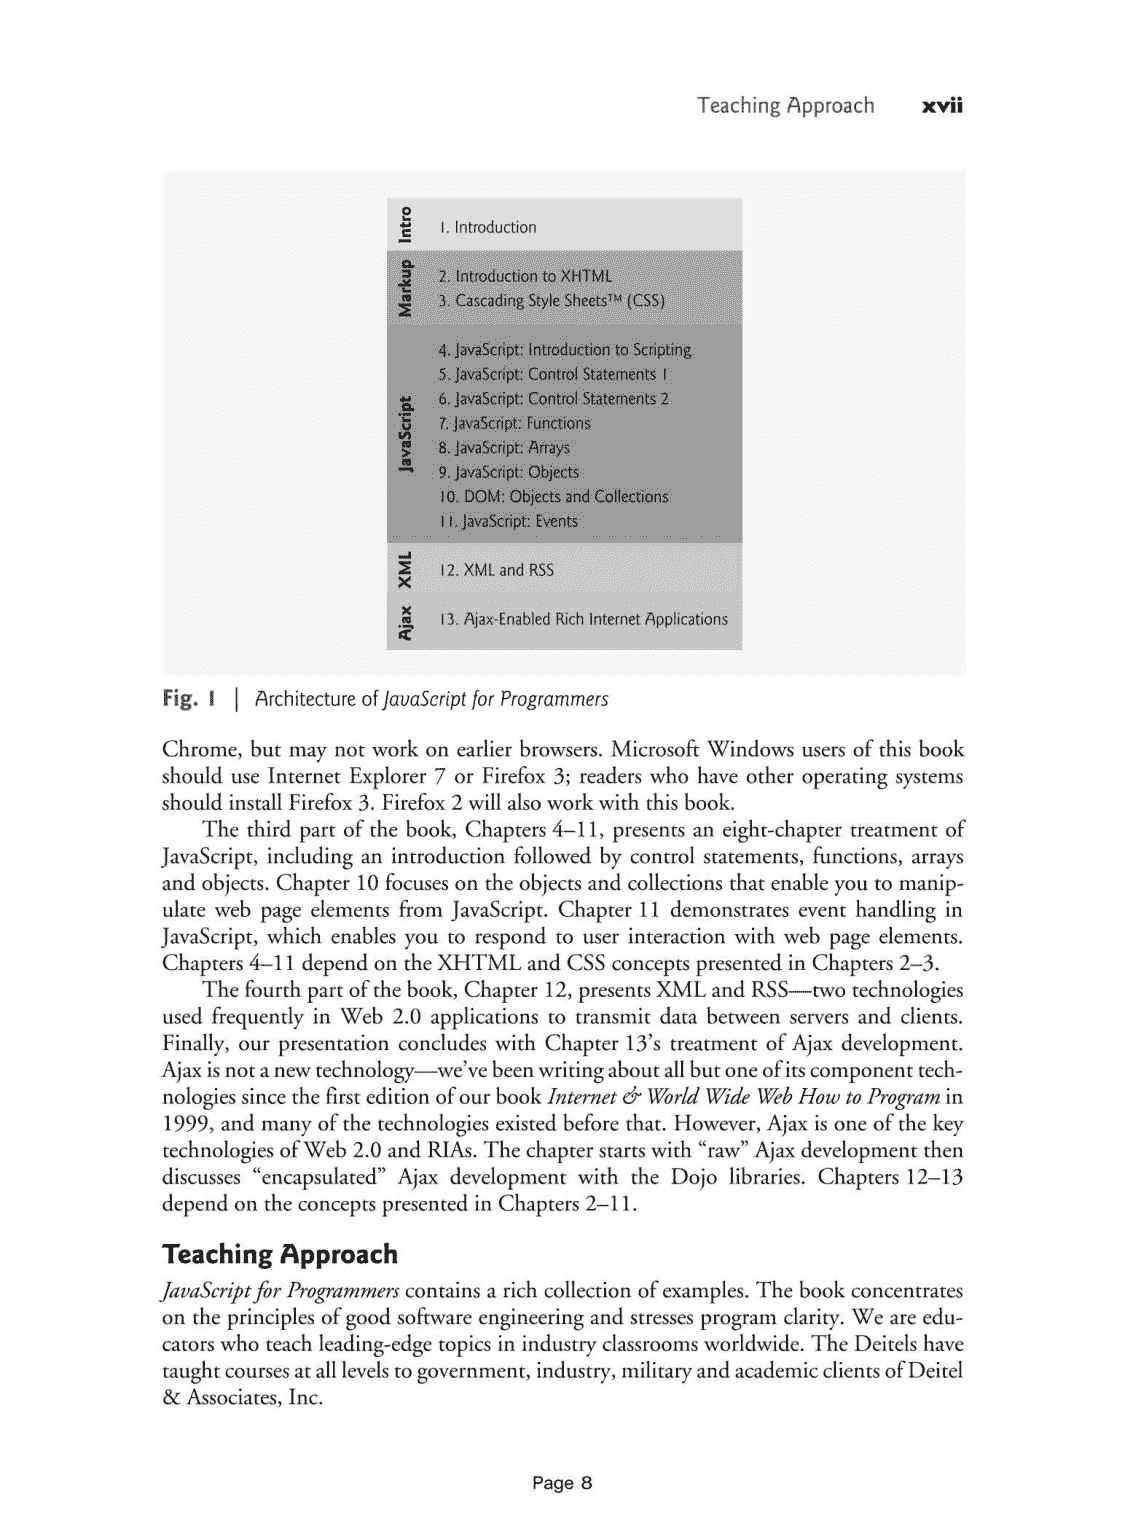 Teaching Approach xvii
Intro
1. Introduction
Markup
2. Introduction to XHTML
3. Cascading Style Sheets™ (CSS)
JavaScript
4. JavaScript: Introduction to Scripting
5. JavaScript: Control Statements 1
6. JavaScript: Control Statements 2
7. JavaScript: Functions
8. JavaScript: Arrays
9. JavaScript: Objects
10. DOM: Objects and Collections
11. JavaScript: Events
XML
12. XML and RSS
Ajax
13. Ajax-Enabled Rich Internet Applications
Fig. 1 | Architecture of JavaScript for Programmers
Chrome, but may not work on earlier browsers. Microsoft Windows users of this book
should use Internet Explorer 7 or Firefox 3; readers who have other operating systems
should install Firefox 3. Firefox 2 will also work with this book.
The third part of the book, Chapters 4–11, presents an eight-chapter treatment of
JavaScript, including an introduction followed by control statements, functions, arrays
and objects. Chapter 10 focuses on the objects and collections that enable you to manip-
ulate web page elements from JavaScript. Chapter 11 demonstrates event handling in
JavaScript, which enables you to respond to user interaction with web page elements.
Chapters 4–11 depend on the XHTML and CSS concepts presented in Chapters 2–3.
The fourth part of the book, Chapter 12, presents XML and RSS—two technologies
used frequently in Web 2.0 applications to transmit data between servers and clients.
Finally, our presentation concludes with Chapter 13's treatment of Ajax development.
Ajax is not a new technology—we've been writing about all but one of its component tech-
nologies since the first edition of our book Internet & World Wide Web How to Program in
1999, and many of the technologies existed before that. However, Ajax is one of the key
technologies of Web 2.0 and RIAs. The chapter starts with “raw” Ajax development then
discusses “encapsulated” Ajax development with the Dojo libraries. Chapters 12–13
depend on the concepts presented in Chapters 2–11.
Teaching Approach
JavaScript for Programmers contains a rich collection of examples. The book concentrates
on the principles of good software engineering and stresses program clarity. We are edu-
cators who teach leading-edge topics in industry classrooms worldwide. The Deitels have
taught courses at all levels to government, industry, military and academic clients of Deitel
& Associates, Inc.
Page 8